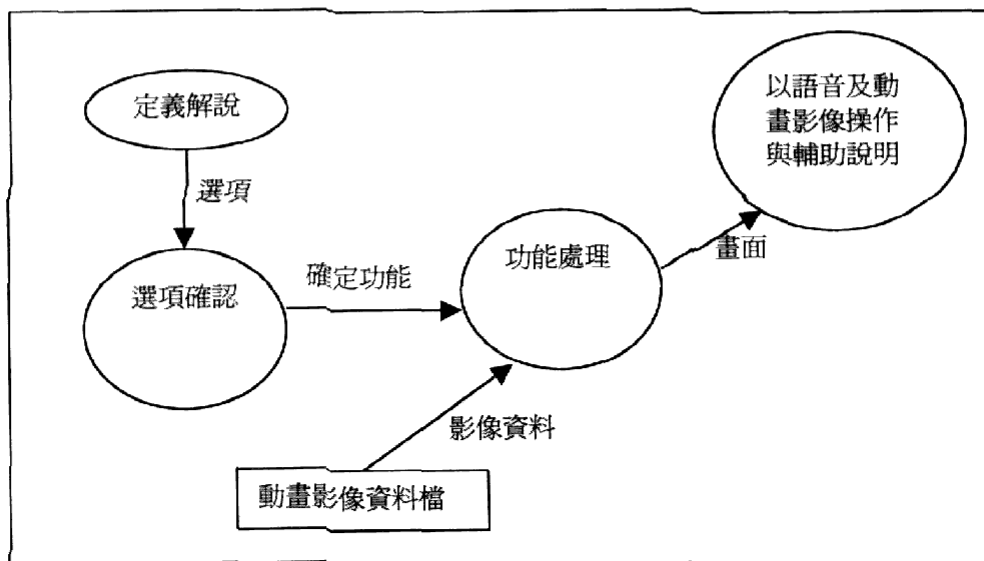 定義解說
選項
選項確認
確定功能
功能處理
畫面
以語音及動
畫影像操作
與輔助說明
影像資料
動畫影像資料檔